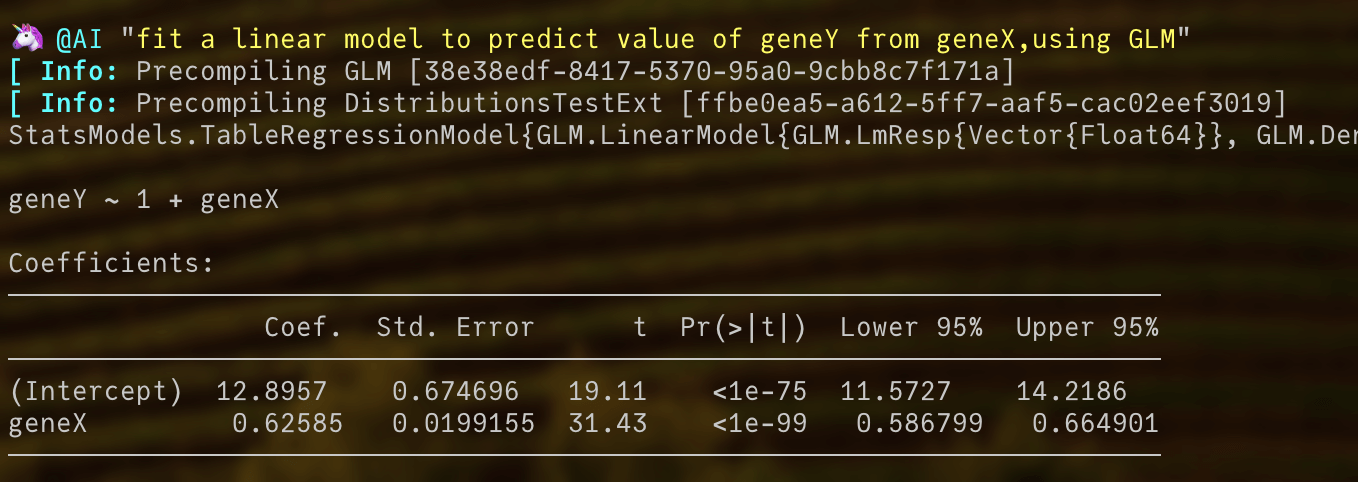 🦄 @AI "fit a linear model to predict value of geneY from geneX,using GLM"
[ Info: Precompiling GLM [38e38edf-8417-5370-95a0-9cbb8c7f171a]
[ Info: Precompiling DistributionsTestExt [ffbe0ea5-a612-5ff7-aaf5-cac02eef3019]
StatsModels.TableRegressionModel{GLM.LinearModel{GLM.LmResp{Vector{Float64}}, GLM.Der
geneY ~ 1 + geneX
Coefficients:
Coef. Std. Error t Pr(>|t|) Lower 95% Upper 95%
(Intercept) 12.8957 0.674696 19.11 <1e-75 11.5727 14.2186
geneX 0.62585 0.0199155 31.43 <1e-99 0.586799 0.664901